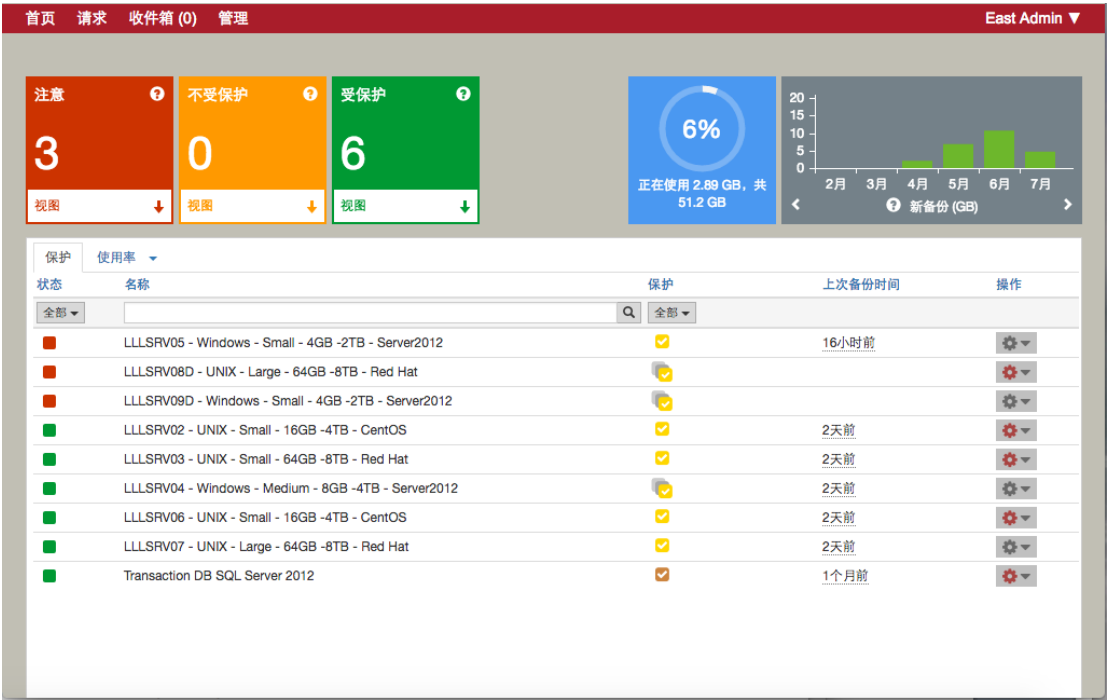 首页 请求 收件箱 (0) 管理 East Admin ▼
注意 ? 不受保护 ? 受保护 ?
3 0 6
视图 视图 视图
6%
正在使用 2.89 GB，共
51.2 GB
20
15
10
5
0
2月 3月 4月 5月 6月 7月
? 新备份 (GB)
保护 使用率
状态 名称 保护 上次备份时间 操作
全部 全部
LLLSRV05 - Windows - Small - 4GB -2TB - Server2012 16小时前
LLLSRV08D - UNIX - Large - 64GB -8TB - Red Hat
LLLSRV09D - Windows - Small - 4GB -2TB - Server2012
LLLSRV02 - UNIX - Small - 16GB -4TB - CentOS 2天前
LLLSRV03 - UNIX - Small - 64GB -8TB - Red Hat 2天前
LLLSRV04 - Windows - Medium - 8GB -4TB - Server2012 2天前
LLLSRV06 - UNIX - Small - 16GB -4TB - CentOS 2天前
LLLSRV07 - UNIX - Large - 64GB -8TB - Red Hat 2天前
Transaction DB SQL Server 2012 1个月前